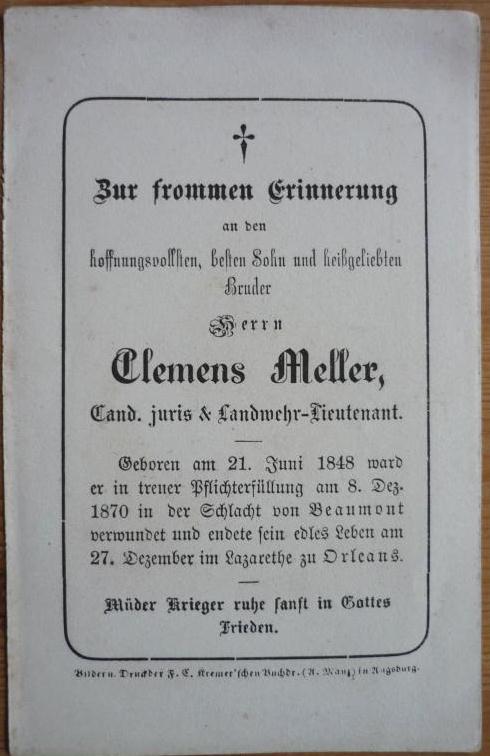 Zur frommen Erinnerung
an den
hoffnungsvollsten, besten Sohn und heißgeliebten
Bruder
Herrn
Clemens Meller,
Cand. juris & Landwehr-Lieutenant.
Geboren am 21. Juni 1848 ward
er in treuer Pflichterfüllung am 8. Dez.
1870 in der Schlacht von Beaumont
verwundet und endete sein edles Leben am
27. Dezember im Lazarethe zu Orleans.
Müder Krieger ruhe sanft in Gottes
Frieden.
Bilder u. Druck der F. C. Kremer'schen Buchdr. (A. Manz) in Augsburg.